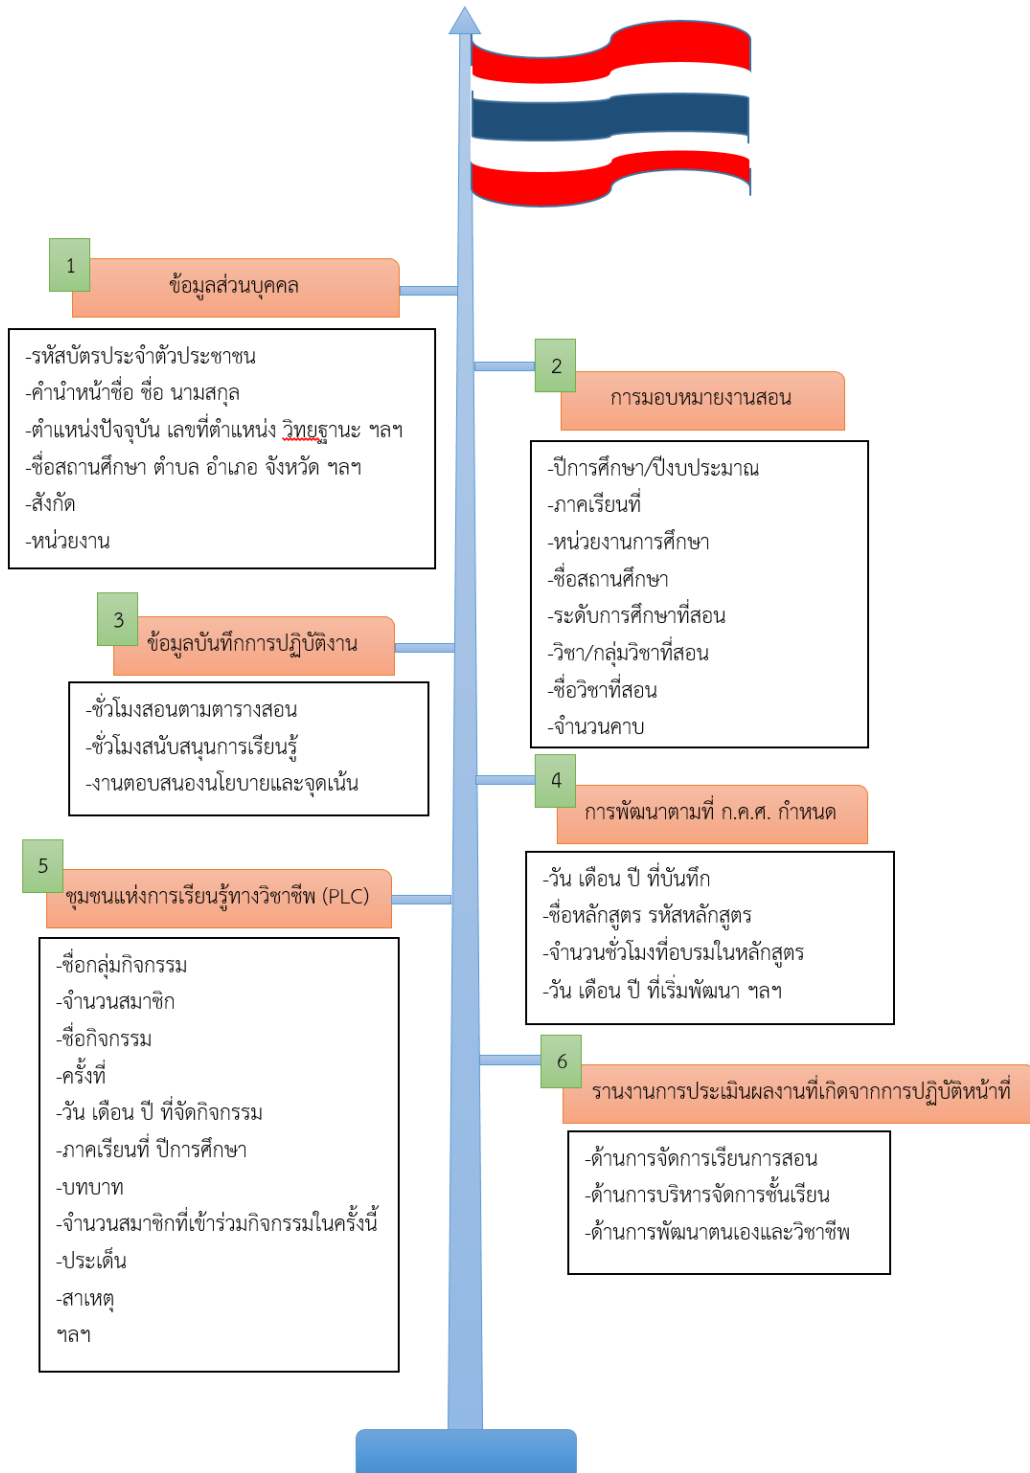 1
ข้อมูลส่วนบุคคล
-รหัสบัตรประจำตัวประชาชน
-คำนำหน้าชื่อ ชื่อ นามสกุล
-ตำแหน่งปัจจุบัน เลขที่ตำแหน่ง วิทยฐานะ ฯลฯ
-ชื่อสถานศึกษา ตำบล อำเภอ จังหวัด ฯลฯ
-สังกัด
-หน่วยงาน
2
การมอบหมายงานสอน
-ปีการศึกษา/ปีงบประมาณ
-ภาคเรียนที่
-หน่วยงานการศึกษา
-ชื่อสถานศึกษา
-ระดับการศึกษาที่สอน
-วิชา/กลุ่มวิชาที่สอน
-ชื่อวิชาที่สอน
-จำนวนคาบ
3
ข้อมูลบันทึกการปฏิบัติงาน
-ชั่วโมงสอนตามตารางสอน
-ชั่วโมงสนับสนุนการเรียนรู้
-งานตอบสนองนโยบายและจุดเน้น
4
การพัฒนาตามที่ ก.ค.ศ. กำหนด
-วัน เดือน ปี ที่บันทึก
-ชื่อหลักสูตร รหัสหลักสูตร
-จำนวนชั่วโมงที่อบรมในหลักสูตร
-วัน เดือน ปี ที่เริ่มพัฒนา ฯลฯ
5
ชุมชนแห่งการเรียนรู้ทางวิชาชีพ (PLC)
-ชื่อกลุ่มกิจกรรม
-จำนวนสมาชิก
-ชื่อกิจกรรม
-ครั้งที่
-วัน เดือน ปี ที่จัดกิจกรรม
-ภาคเรียนที่ ปีการศึกษา
-บทบาท
-จำนวนสมาชิกที่เข้าร่วมกิจกรรมในครั้งนี้
-ประเด็น
-สาเหตุ
ฯลฯ
6
รานงานการประเมินผลงานที่เกิดจากการปฏิบัติหน้าที่
-ด้านการจัดการเรียนการสอน
-ด้านการบริหารจัดการชั้นเรียน
-ด้านการพัฒนาตนเองและวิชาชีพ